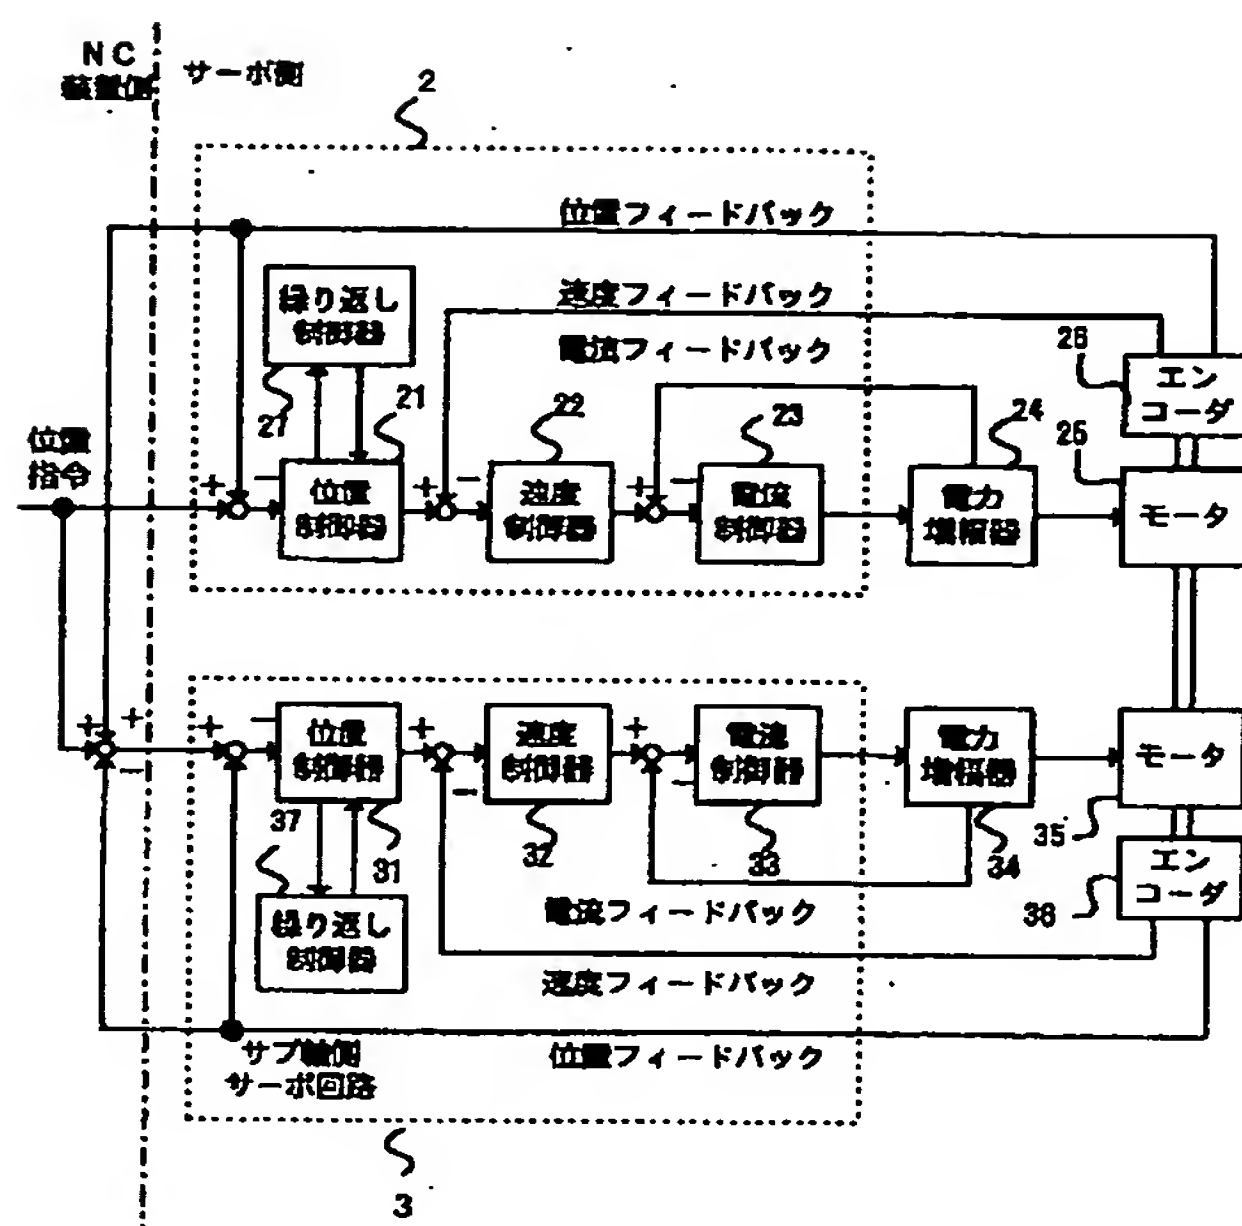 NC
装置側
サーボ側
2
位置フィードバック
繰り返し
制御器
速度フィードバック
電流フィードバック
26
エン
コーダ
27
21
22
23
24
25
位置
指令
+
−
位置
制御器
+
−
速度
制御器
+
−
電流
制御器
電力
増幅器
モータ
+
+
−
+
−
位置
制御器
+
−
速度
制御器
+
−
電流
制御器
電力
増幅器
モータ
37
31
32
33
34
35
エン
コーダ
36
繰り返し
制御器
電流フィードバック
速度フィードバック
サブ軸側
サーボ回路
位置フィードバック
3